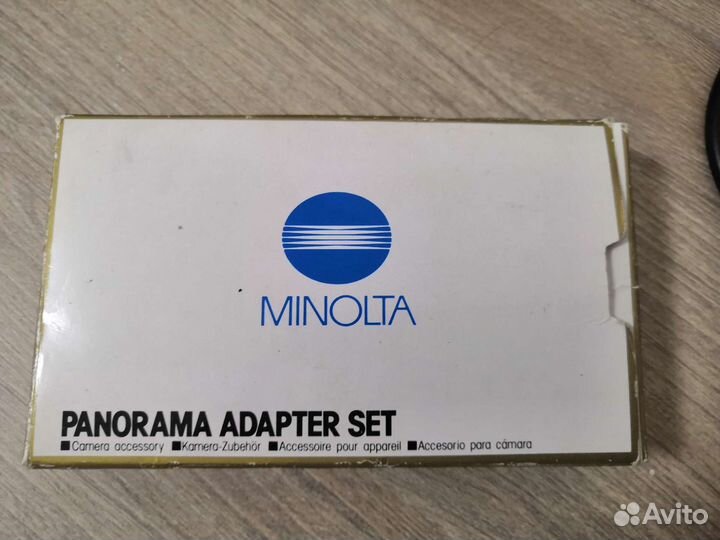 MINOLTA
PANORAMA ADAPTER SET
■Camera accessory ■Kamera-Zubehör ■Accessoire pour appareil ■Accesorio para cámara
Avito